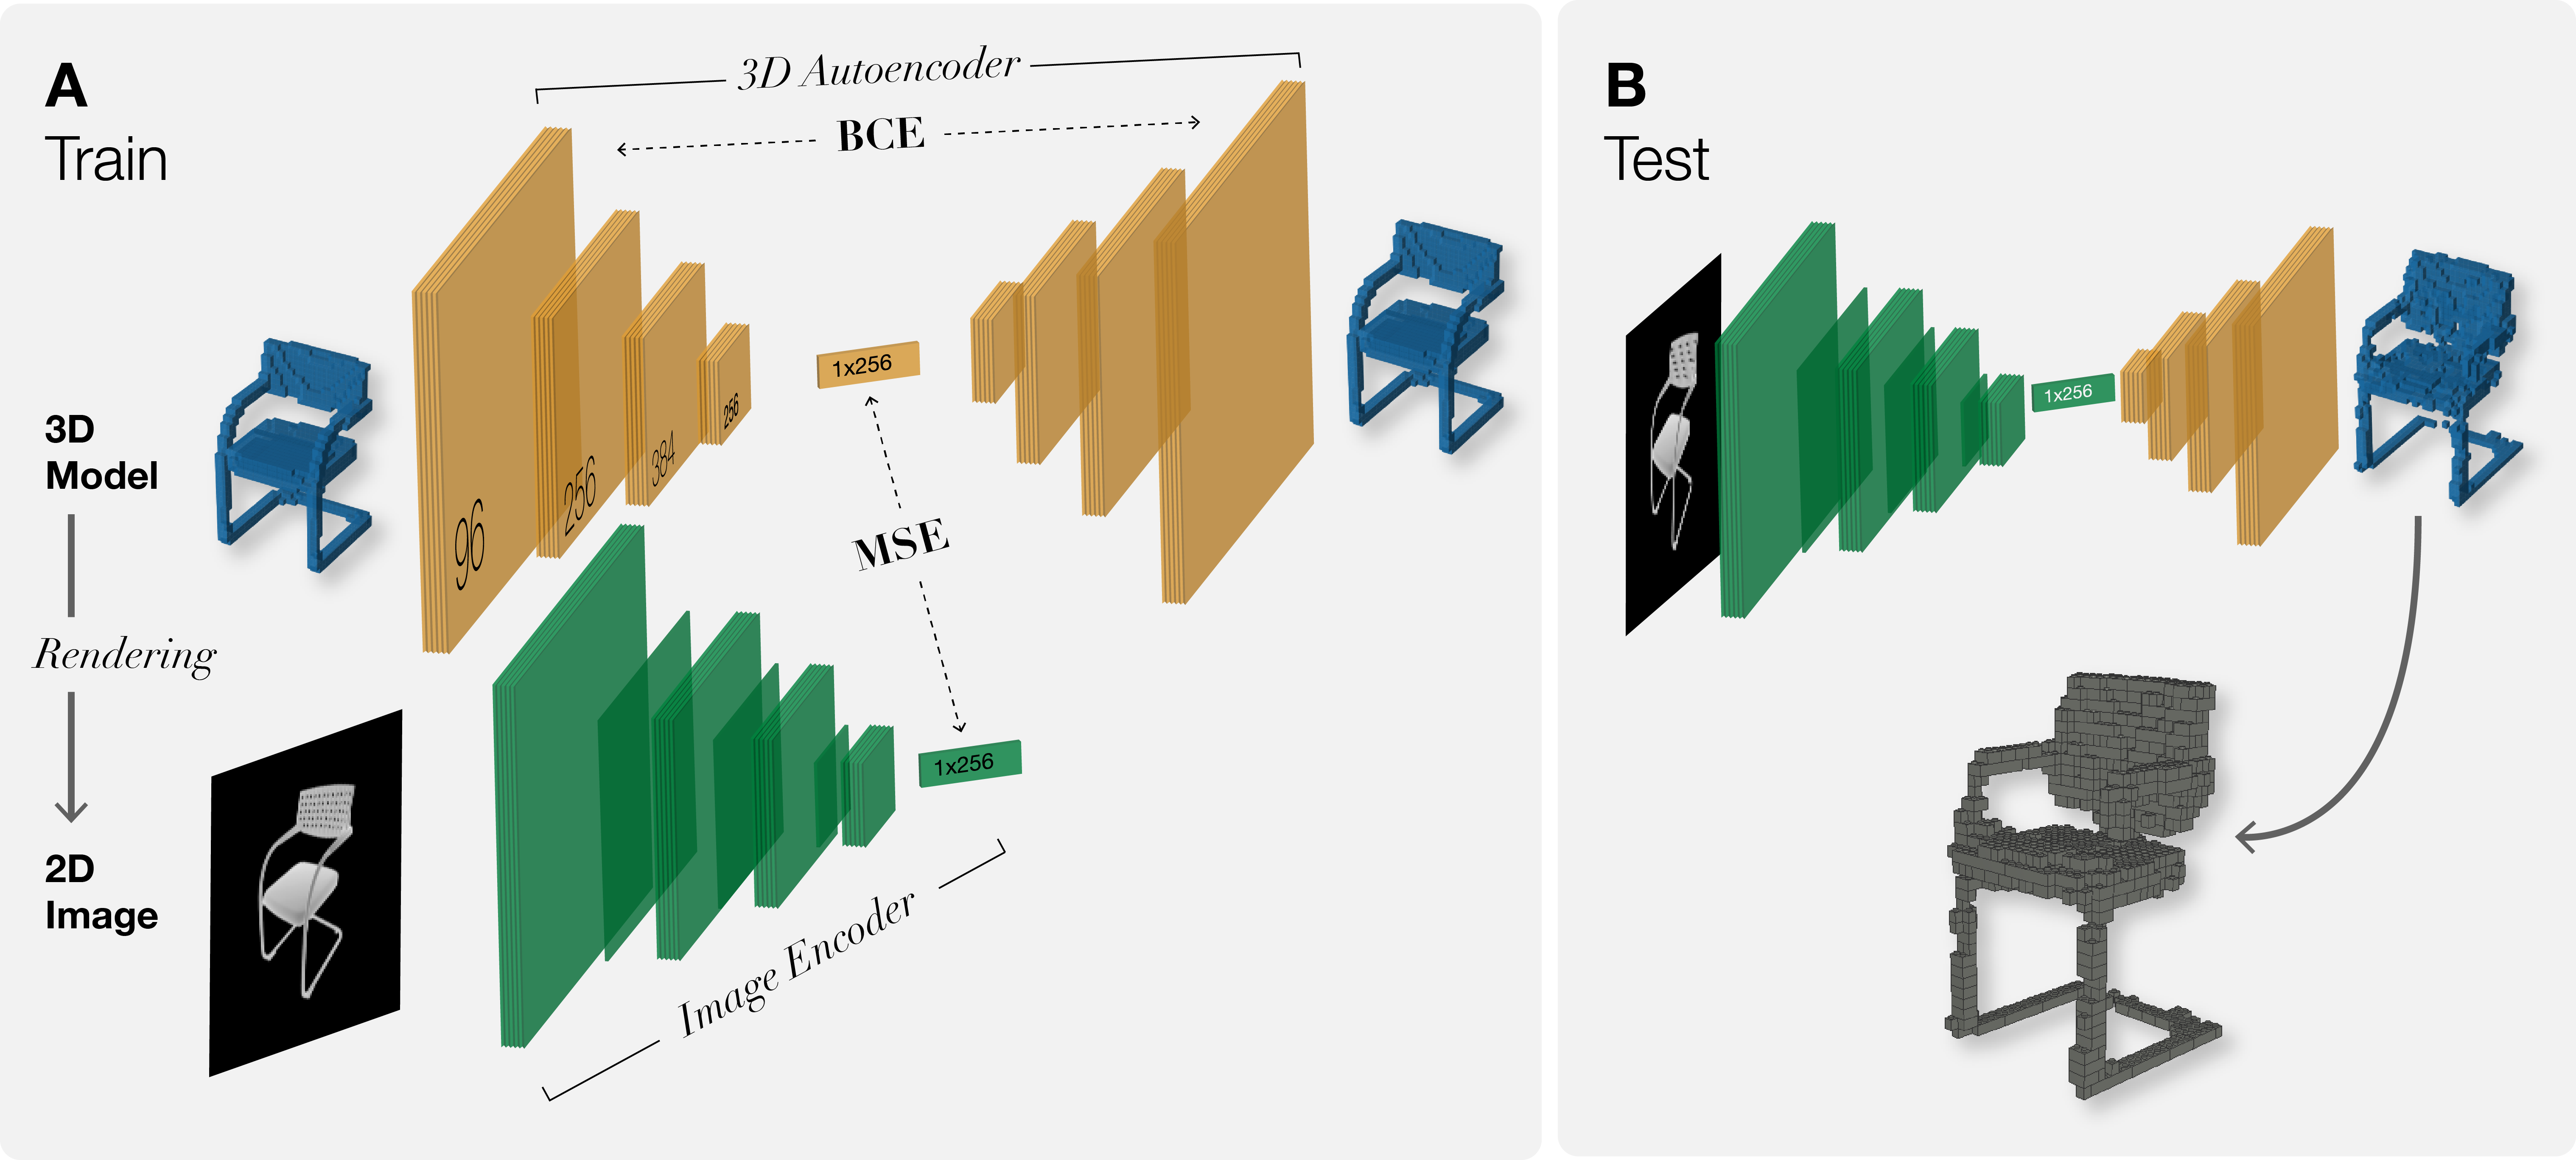 A
Train
3D Autoencoder
BCE
1x256
96
256
384
256
3D
Model
MSE
Rendering
1x256
2D
Image
Image Encoder
B
Test
1x256